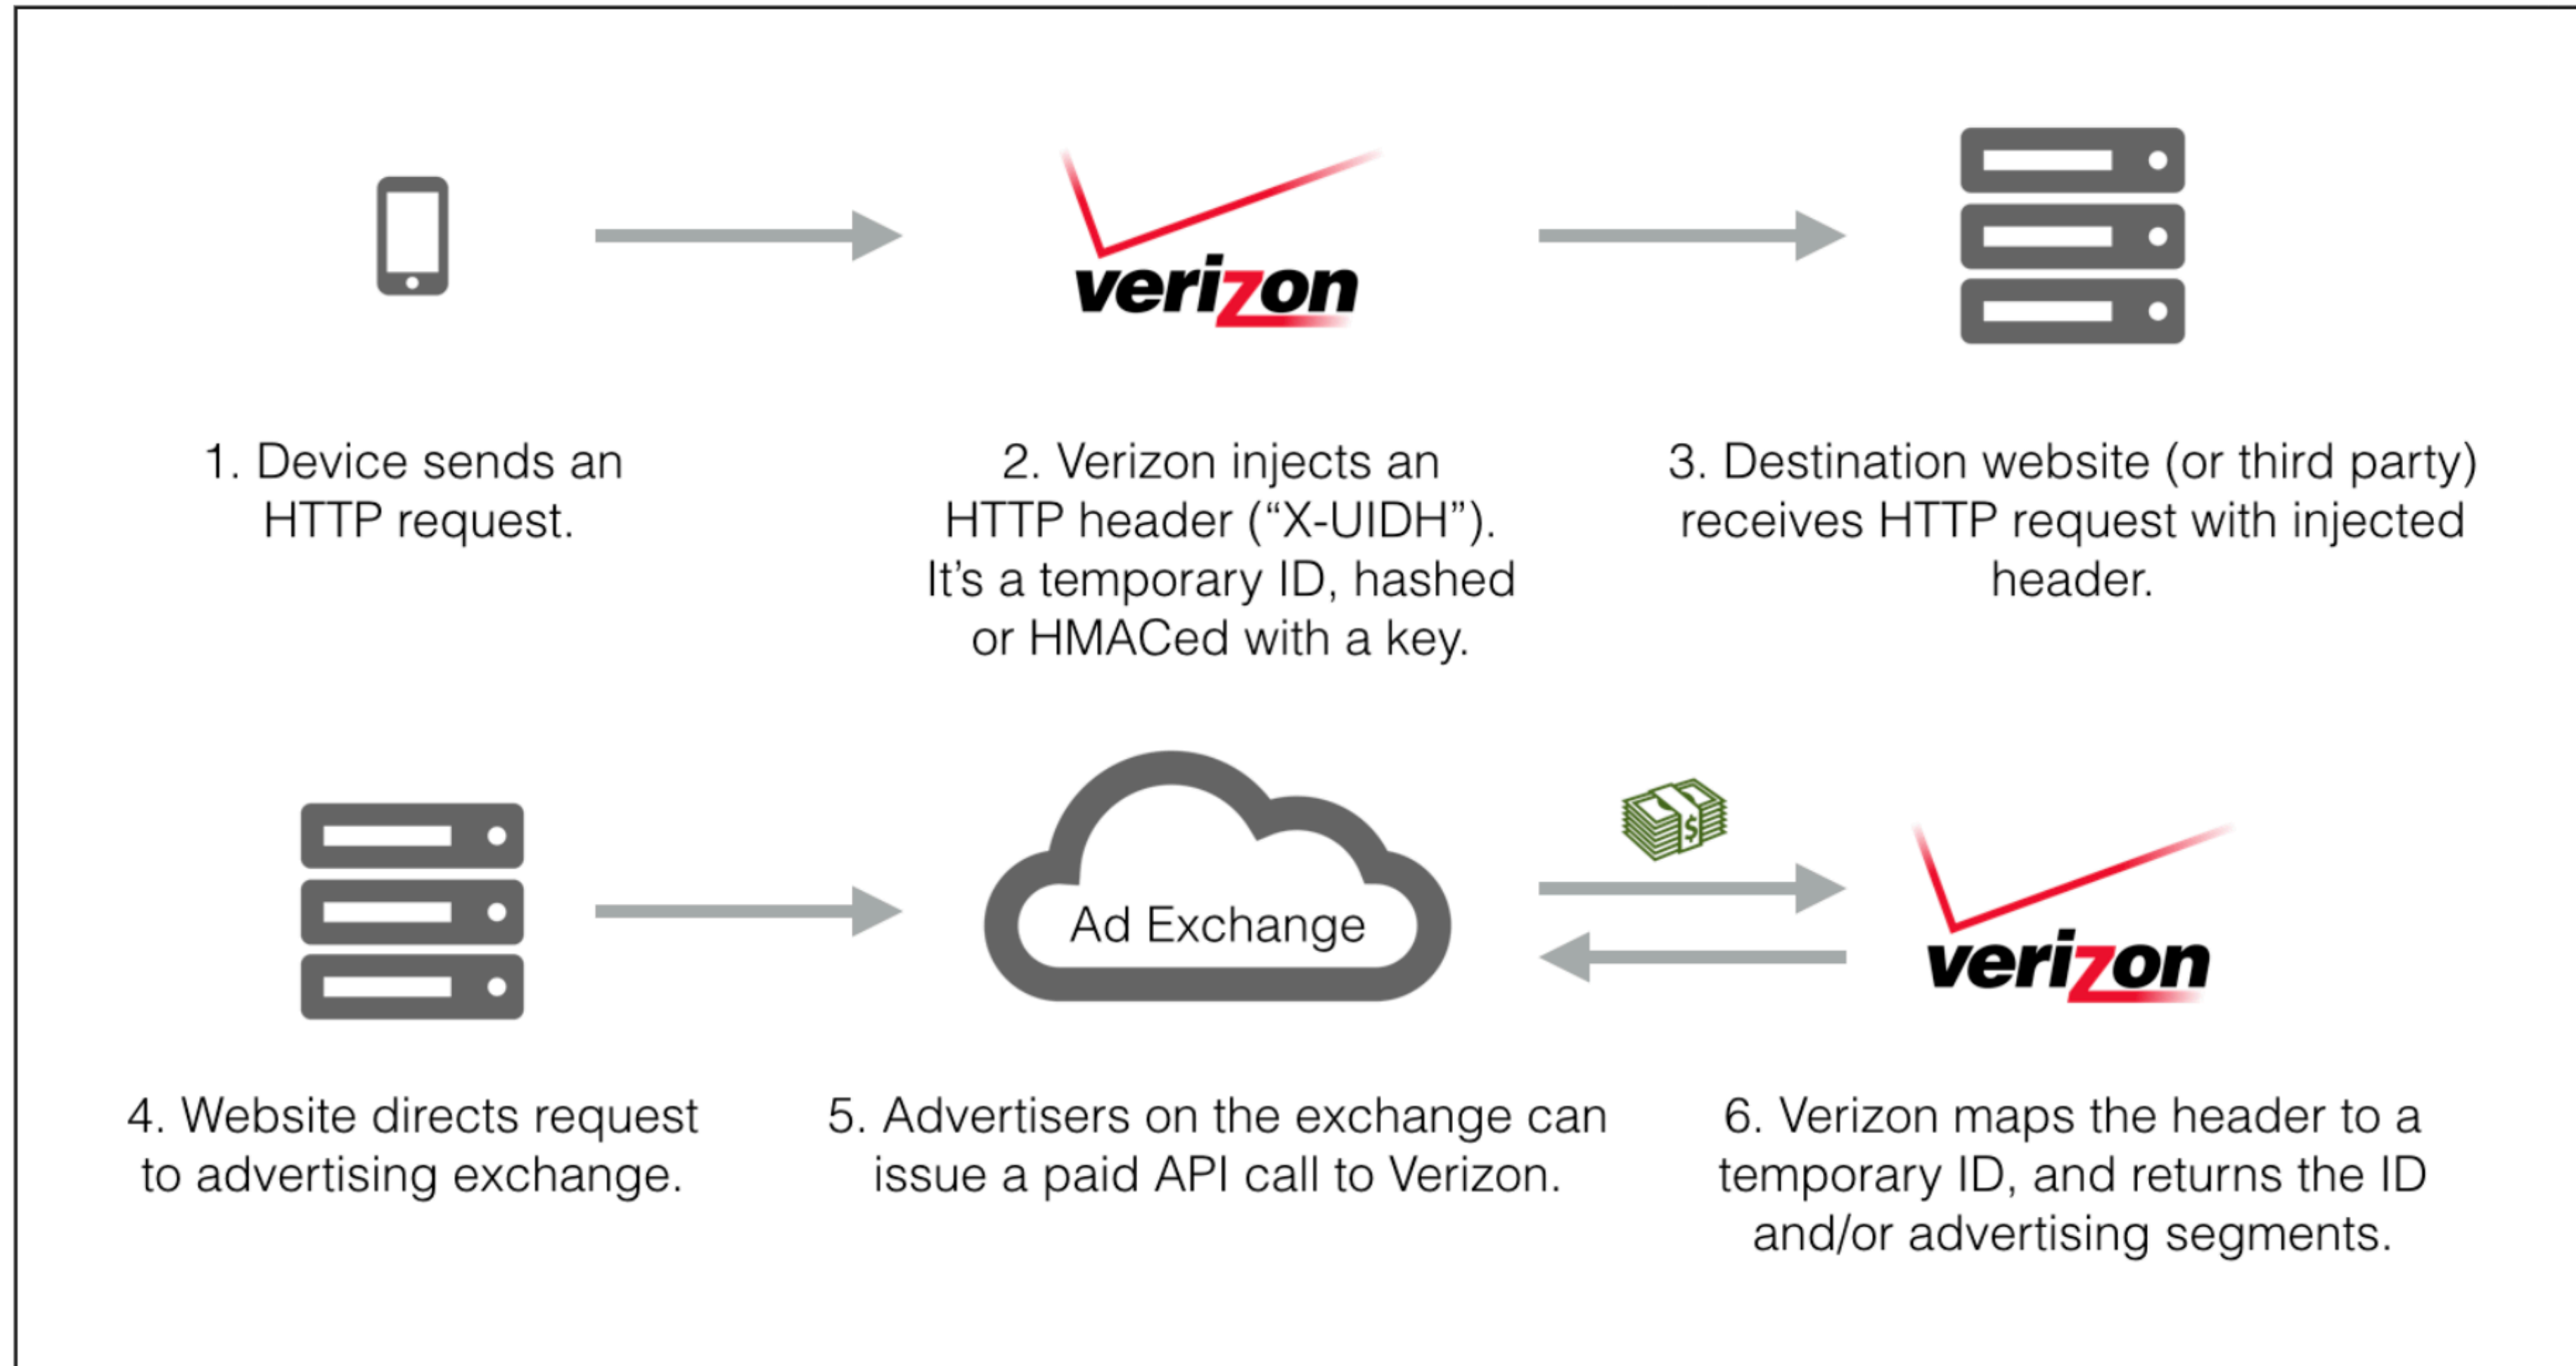 verizon
1. Device sends an
HTTP request.
2. Verizon injects an
HTTP header (“X-UIDH”).
It’s a temporary ID, hashed
or HMACed with a key.
3. Destination website (or third party)
receives HTTP request with injected
header.
Ad Exchange
$
verizon
4. Website directs request
to advertising exchange.
5. Advertisers on the exchange can
issue a paid API call to Verizon.
6. Verizon maps the header to a
temporary ID, and returns the ID
and/or advertising segments.